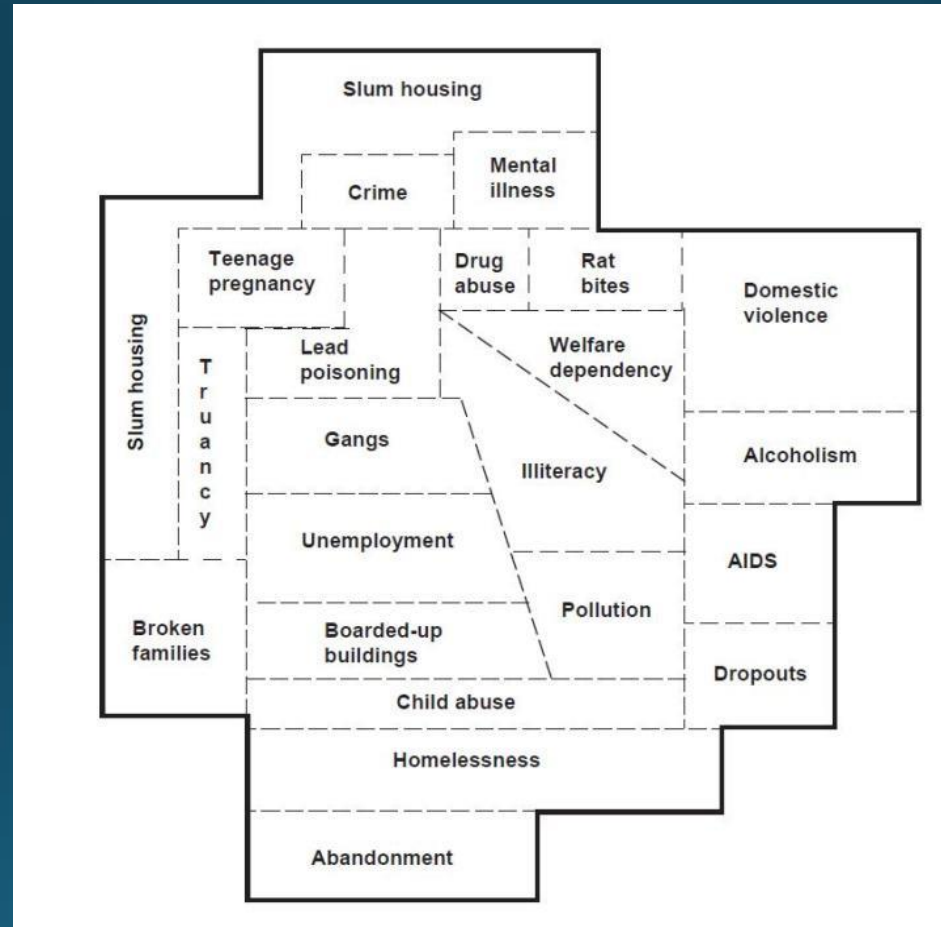 Slum housing
Mental
illness
Crime
Teenage
pregnancy
Drug
abuse
Rat
bites
Domestic
violence
Slum housing
Truancy
Lead
poisoning
Welfare
dependency
Gangs
Illiteracy
Alcoholism
Unemployment
AIDS
Broken
families
Boarded-up
buildings
Pollution
Dropouts
Child abuse
Homelessness
Abandonment